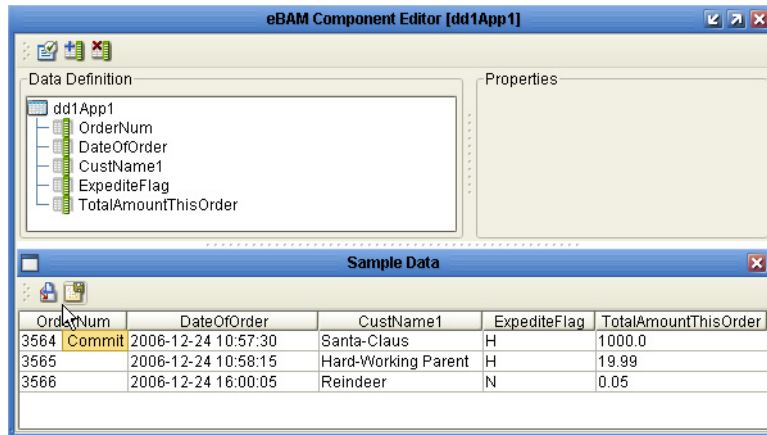 eBAM Component Editor [dd1App1]
Data Definition
Properties
dd1App1
OrderNum
DateOfOrder
CustName1
ExpediteFlag
TotalAmountThisOrder
Sample Data
OrderNum DateOfOrder CustName1 ExpediteFlag TotalAmountThisOrder
3564 Commit 2006-12-24 10:57:30 Santa-Claus H 1000.0
3565 2006-12-24 10:58:15 Hard-Working Parent H 19.99
3566 2006-12-24 16:00:05 Reindeer N 0.05